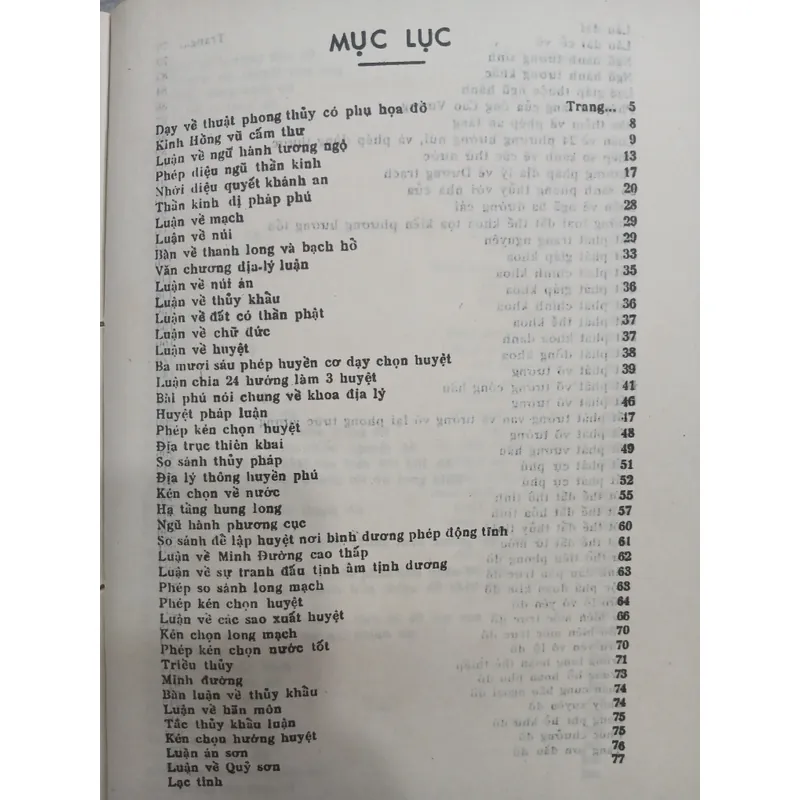 MỤC LỤC
Dạy về thuật phong thủy có phụ họa đồ Trang... 5
Kinh Hồng vũ cấm thư 8
Luận về ngũ hành tương ngộ 9
Phép diệu ngũ thần kinh 13
Nhời diệu quyết khánh an 17
Thần kinh dị pháp phú 20
Luận về mạch 28
Luận về núi 29
Bàn về thanh long và bạch hổ 29
Văn chương địa-lý luận 33
Luận về núi án 35
Luận về thủy khẩu 36
Luận về đất có thần phật 36
Luận về chữ đức 37
Luận về huyệt 37
Ba mươi sáu phép huyền cơ dạy chọn huyệt 38
Luận chia 24 hướng làm 3 huyệt 39
Bài phú nói chung về khoa địa lý 41
Huyệt pháp luận 46
Phép kén chọn huyệt 47
Địa trục thiên khai 48
So sánh thủy pháp 49
Địa lý thông huyền phú 51
Kén chọn về nước 52
Hạ tầng hung long 55
Ngũ hành phương cục 57
So sánh để lập huyệt nơi bình dương phép động tĩnh 60
Luận về Minh Đường cao thấp 61
Luận về sự tranh đấu tịnh âm tịnh dương 62
Phép so sánh long mạch 63
Phép kén chọn huyệt 63
Luận về các sao xuất huyệt 64
Kén chọn long mạch 66
Phép kén chọn nước tốt 70
Triều thủy 70
Minh đường 71
Bàn luận về thủy khẩu 73
Luận về hãn môn 74
Tắc thủy khẩu luận 74
Kén chọn hướng huyệt 75
Luận án sơn 75
Luận về Quỷ sơn 76
Lạc tinh 77